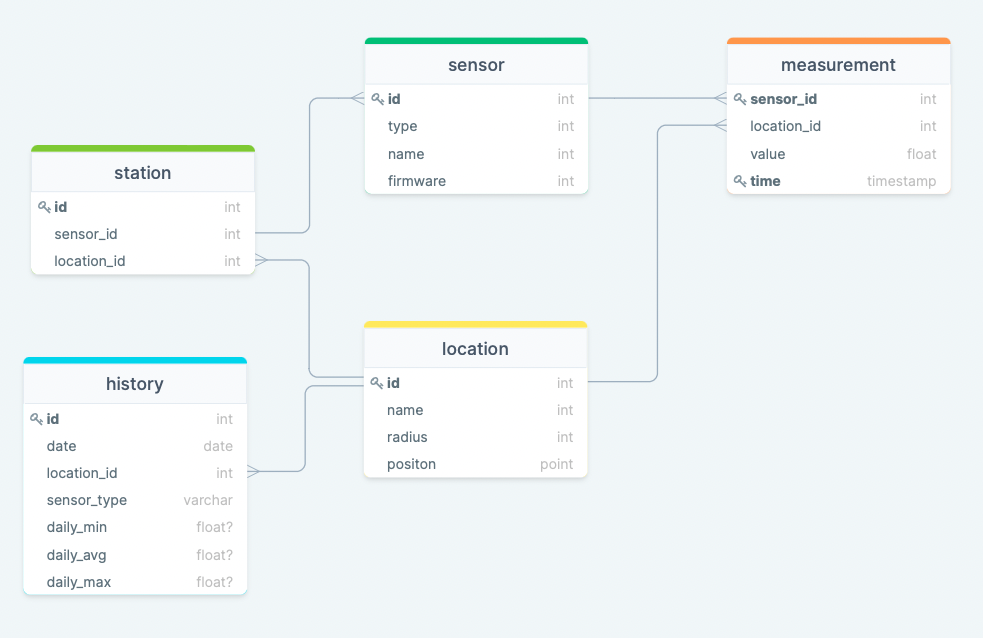 sensor
id int
type int
name int
firmware int
measurement
sensor_id int
location_id int
value float
time timestamp
station
id int
sensor_id int
location_id int
location
id int
name int
radius int
positon point
history
id int
date date
location_id int
sensor_type varchar
daily_min float?
daily_avg float?
daily_max float?